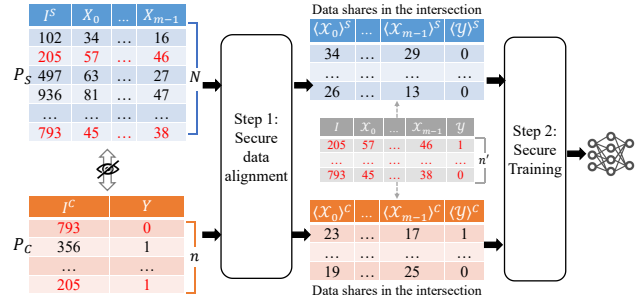 I^S X_0 … X_{m-1}
102 34 … 16
205 57 … 46
497 63 … 27
936 81 … 47
… … … …
793 45 … 38
P_S
N
I^C Y
793 0
356 1
… …
205 1
P_C
n
Step 1:
Secure
data
alignment
Data shares in the intersection
⟨X_0⟩^S … ⟨X_{m-1}⟩^S ⟨Y⟩^S
34 … 29 0
… … … …
26 … 13 0
I X_0 … X_{m-1} Y
205 57 … 46 1
… … … …
793 45 … 38 0
n'
⟨X_0⟩^C … ⟨X_{m-1}⟩^C ⟨Y⟩^C
23 … 17 1
… … … …
19 … 25 0
Data shares in the intersection
Step 2:
Secure
Training